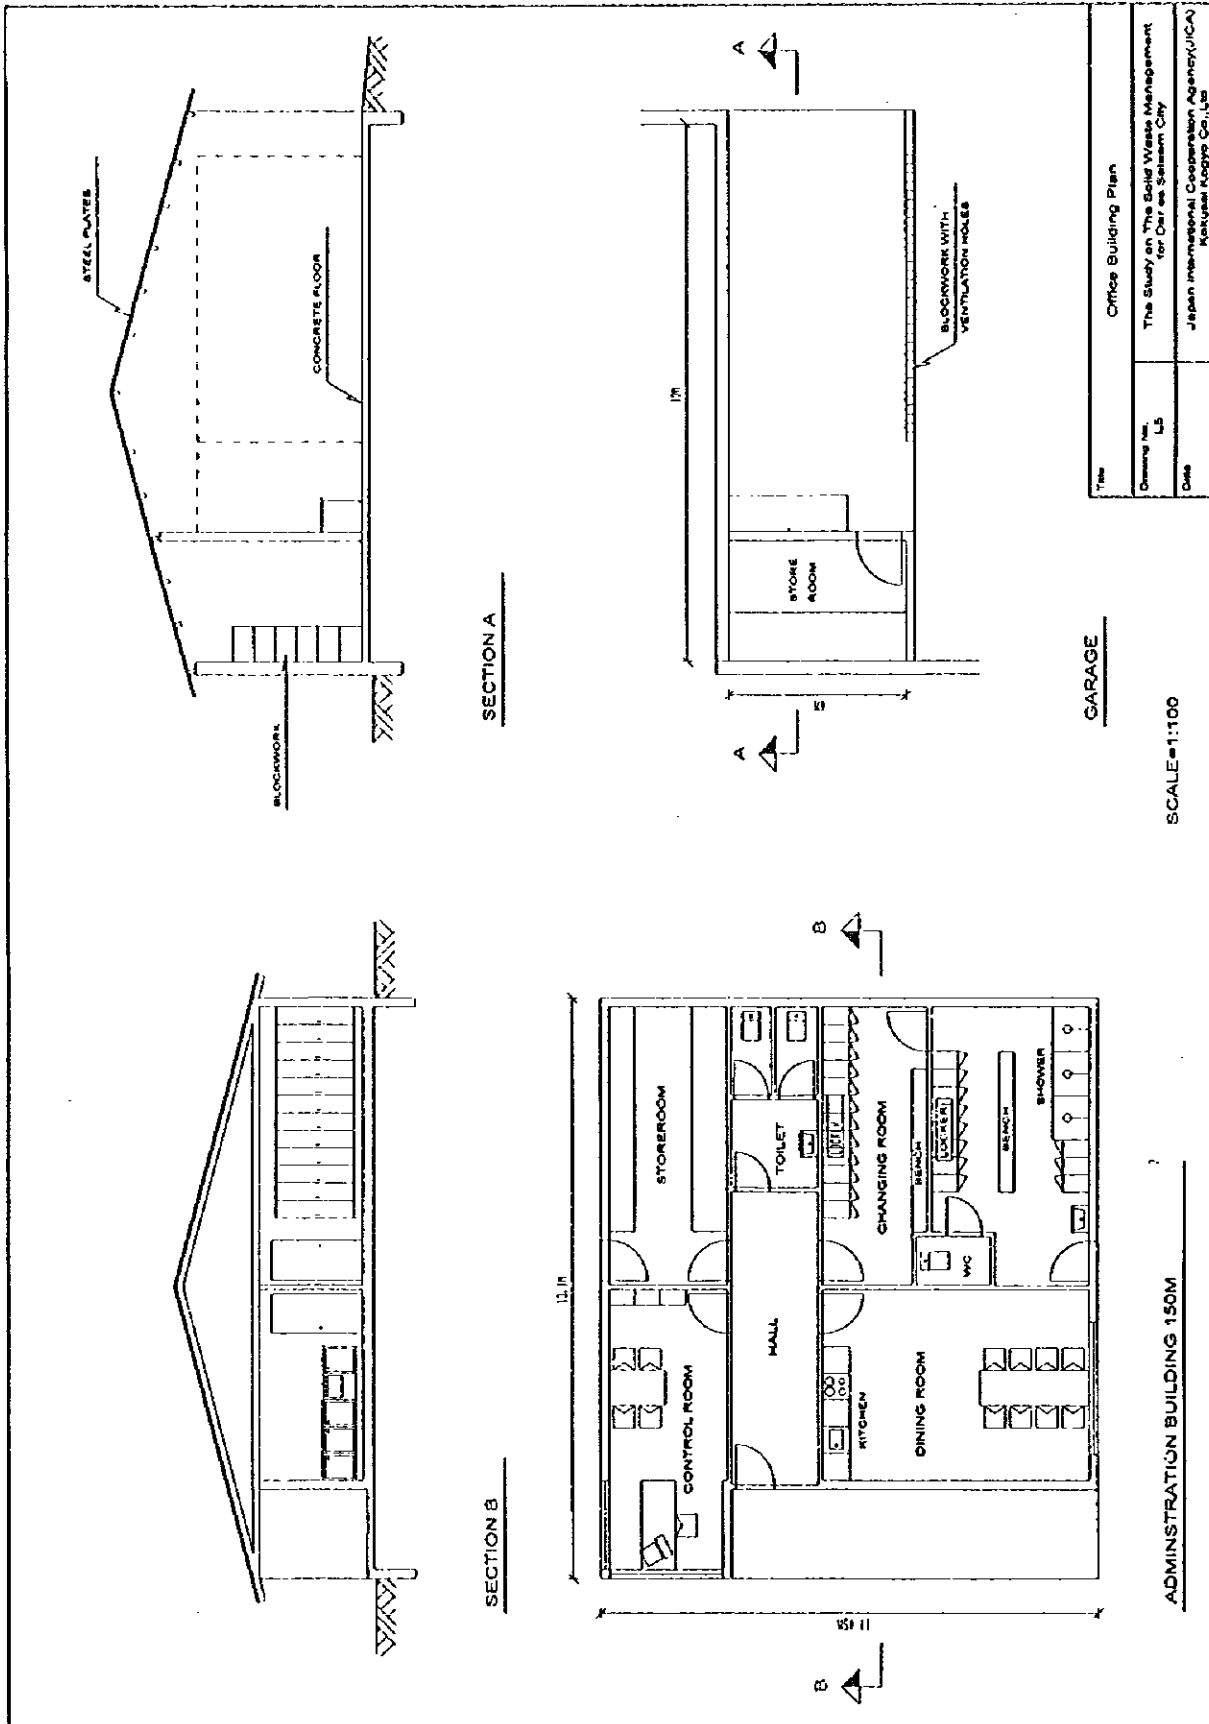 STEEL PLATES
CONCRETE FLOOR
BLOCKWORK
SECTION A
SECTION B
A
A
12M
STORE
ROOM
BLOCKWORK WITH
VENTILATION HOLES
GARAGE
B
B
STOREROOM
CONTROL ROOM
TOILET
HALL
CHANGING ROOM
BENCH
LOCKER
BENCH
SHOWER
WC
KITCHEN
DINING ROOM
ADMINSTRATION BUILDING 150M
SCALE=1:100
Title
Office Building Plan
Drawing No.
L5
The Study on The Solid Waste Management
for Dar es Salaam City
Date
Japan International Cooperation Agency(JICA)
Kokusai Kogyo Co.,Ltd